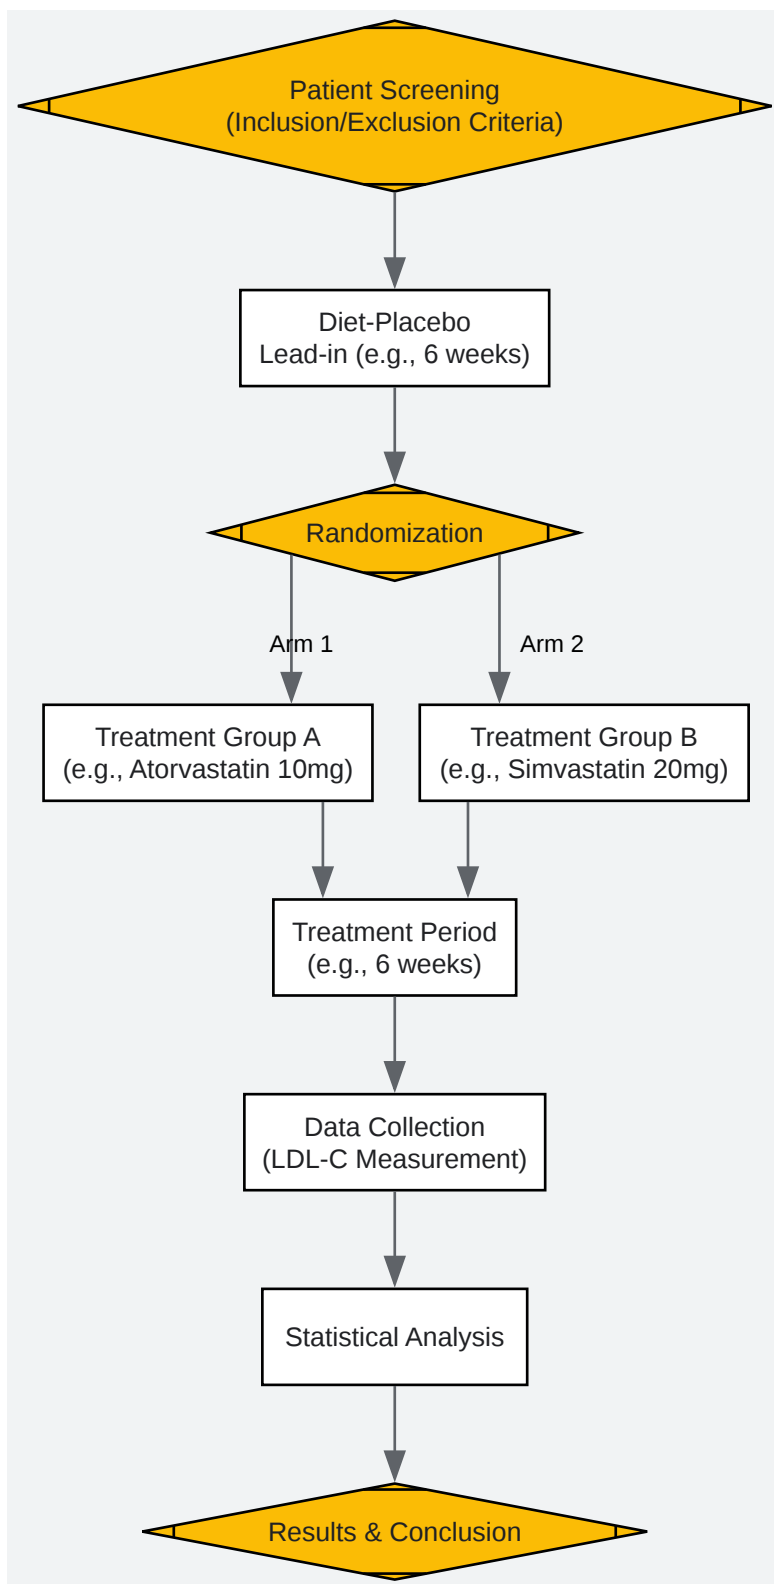 Patient Screening
(Inclusion/Exclusion Criteria)
Diet-Placebo
Lead-in (e.g., 6 weeks)
Randomization
Arm 1
Arm 2
Treatment Group A
(e.g., Atorvastatin 10mg)
Treatment Group B
(e.g., Simvastatin 20mg)
Treatment Period
(e.g., 6 weeks)
Data Collection
(LDL-C Measurement)
Statistical Analysis
Results & Conclusion